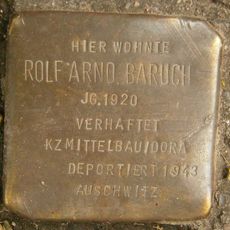 HIER WOHNTE
ROLF ARNO BARUCH
JG. 1920
VERHAFTET
KZ MITTELBAU/DORA
DEPORTIERT 1943
AUSCHWITZ